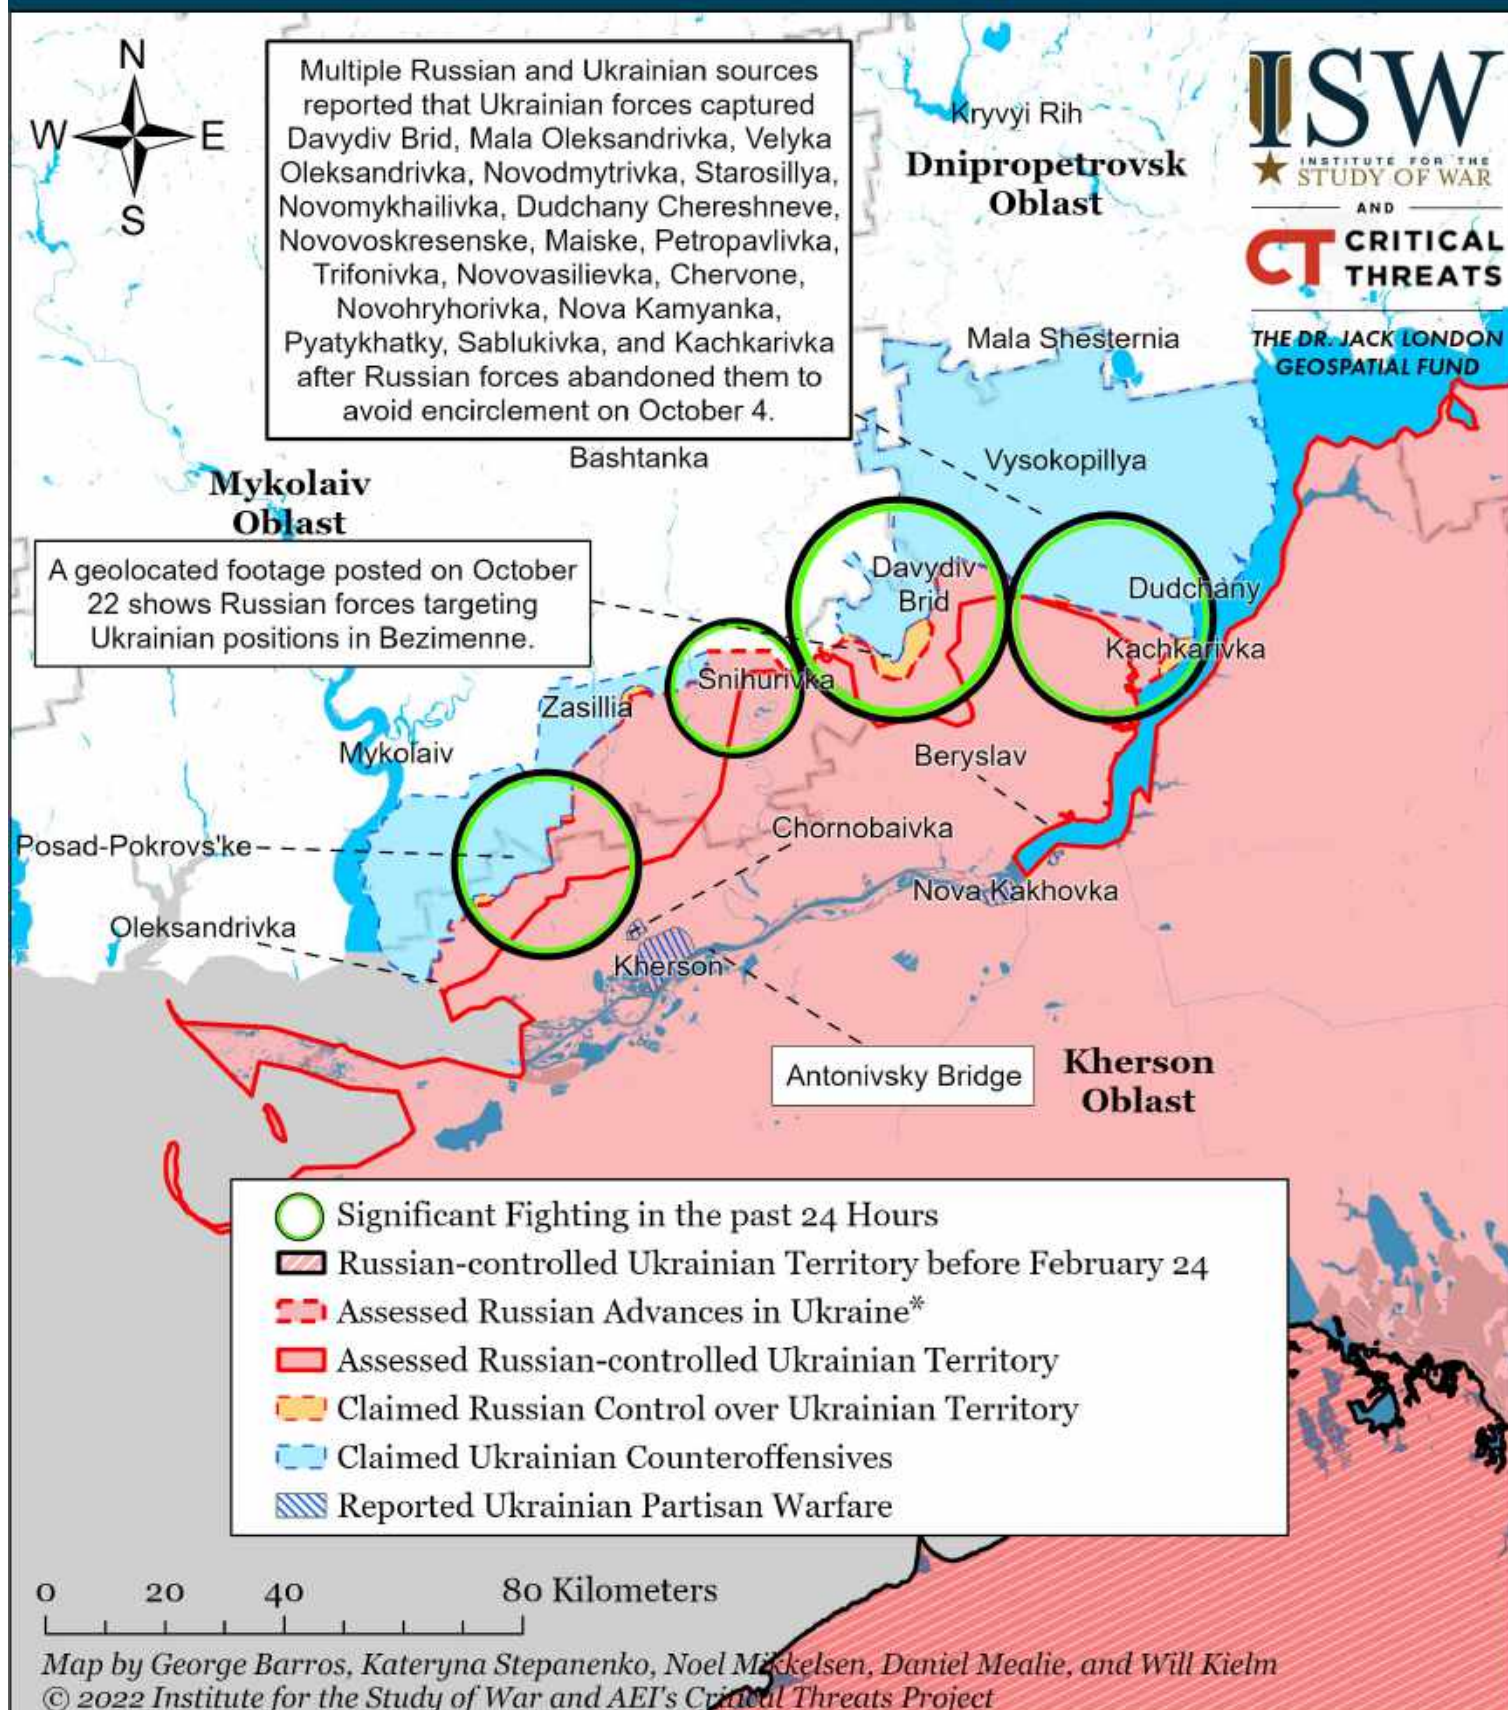 N
W E
S
Multiple Russian and Ukrainian sources
reported that Ukrainian forces captured
Davydiv Brid, Mala Oleksandrivka, Velyka
Oleksandrivka, Novodmytrivka, Starosillya,
Novomykhailivka, Dudchany Chereshneve,
Novovoskresenske, Maiske, Petropavlivka,
Trifonivka, Novovasilievka, Chervone,
Novohryhorivka, Nova Kamyanka,
Pyatykhatky, Sablukivka, and Kachkarivka
after Russian forces abandoned them to
avoid encirclement on October 4.
ISW
INSTITUTE FOR THE
STUDY OF WAR
AND
CT CRITICAL
THREATS
THE DR. JACK LONDON
GEOSPATIAL FUND
Kryvyi Rih
Dnipropetrovsk
Oblast
Mala Shesternia
Bashtanka
Vysokopillya
Mykolaiv
Oblast
A geolocated footage posted on October
22 shows Russian forces targeting
Ukrainian positions in Bezimenne.
Davydiv
Brid
Dudchany
Kachkarivka
Snihurivka
Zasillia
Mykolaiv
Beryslav
Chornobaivka
Posad-Pokrovs'ke
Nova Kakhovka
Oleksandrivka
Kherson
Antonivsky Bridge
Kherson
Oblast
Significant Fighting in the past 24 Hours
Russian-controlled Ukrainian Territory before February 24
Assessed Russian Advances in Ukraine*
Assessed Russian-controlled Ukrainian Territory
Claimed Russian Control over Ukrainian Territory
Claimed Ukrainian Counteroffensives
Reported Ukrainian Partisan Warfare
0 20 40 80 Kilometers
Map by George Barros, Kateryna Stepanenko, Noel Mikkelsen, Daniel Mealie, and Will Kielm
© 2022 Institute for the Study of War and AEI's Critical Threats Project